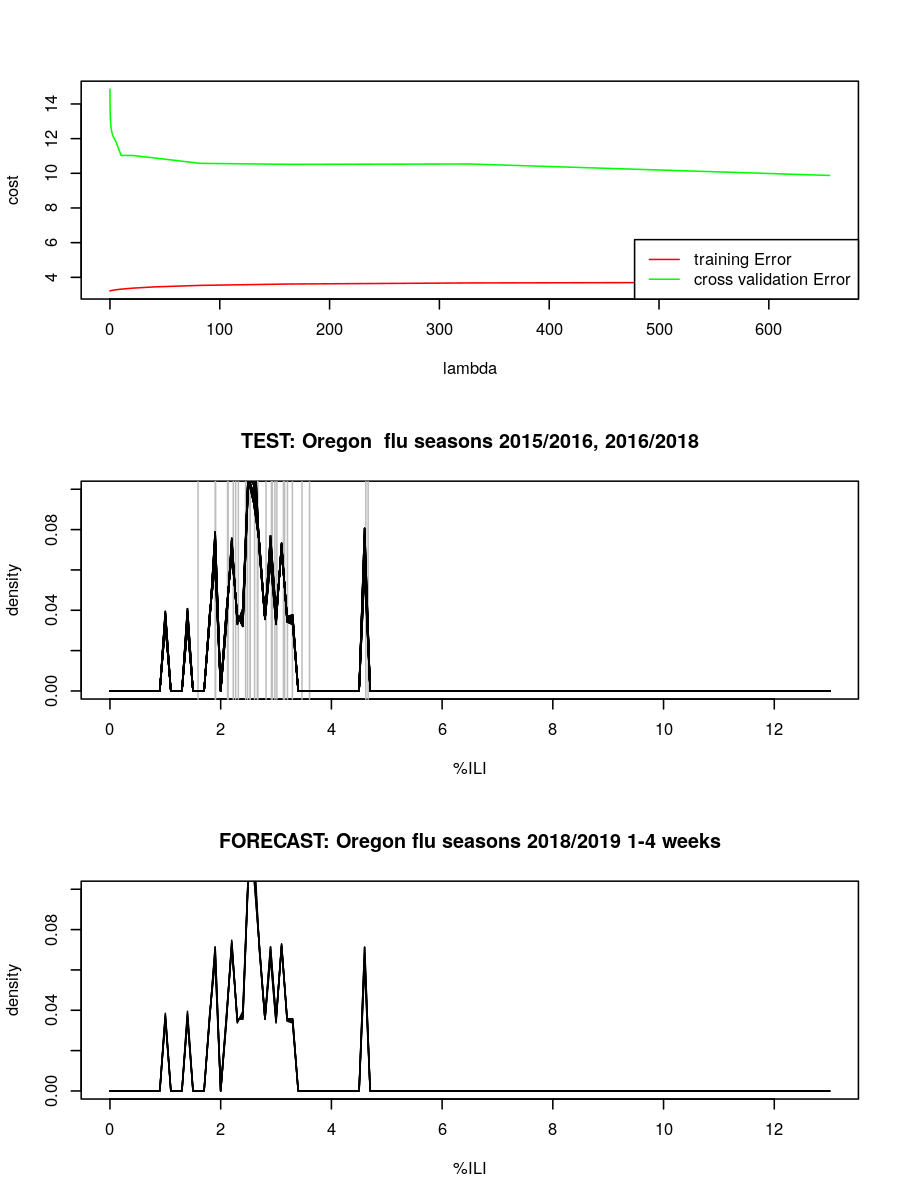 14
12
10
8
6
4
cost
training Error
cross validation Error
0 100 200 300 400 500 600
lambda
TEST: Oregon  flu seasons 2015/2016, 2016/2018
0.08
0.04
0.00
density
0 2 4 6 8 10 12
%ILI
FORECAST: Oregon flu seasons 2018/2019 1-4 weeks
0.08
0.04
0.00
density
0 2 4 6 8 10 12
%ILI